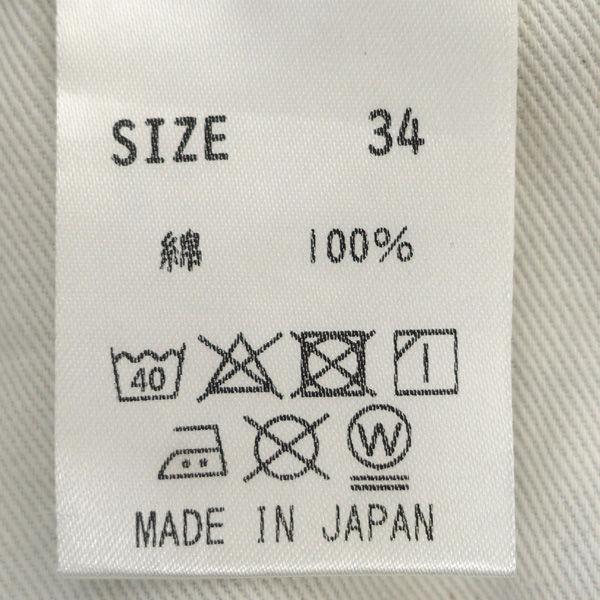 SIZE 34
綿 100%
40
W
MADE IN JAPAN